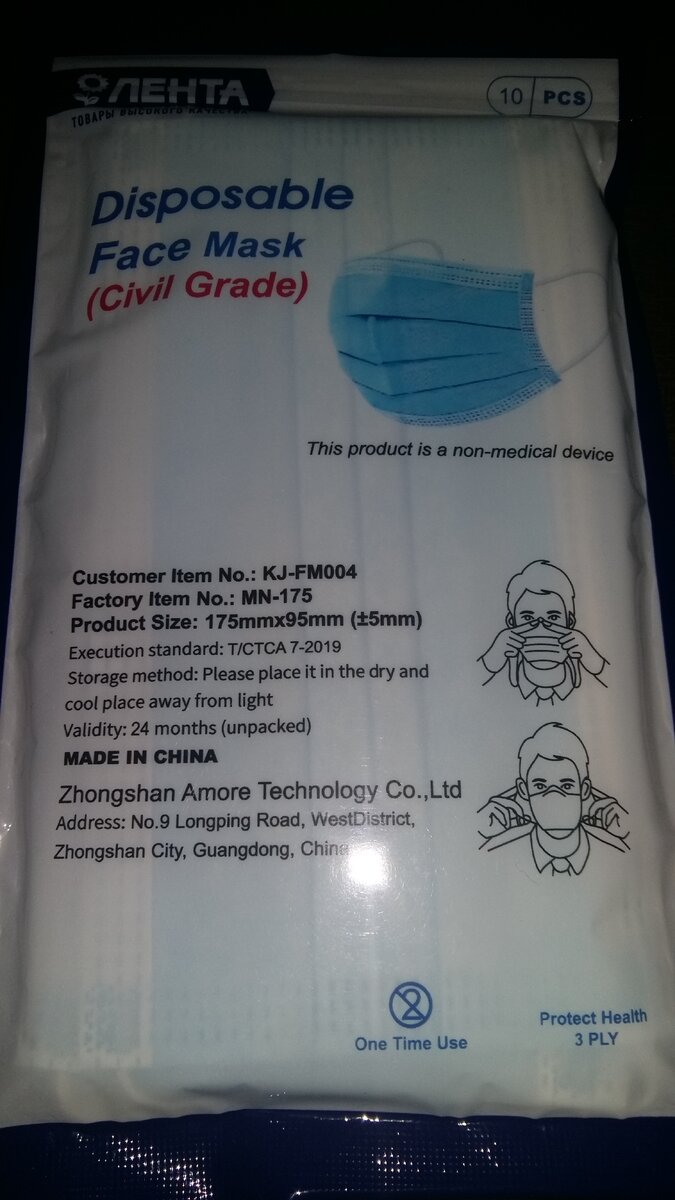 ЛЕНТА
ТОВАРЫ ВЫСОКОГО КАЧЕСТВА
10 PCS
Disposable
Face Mask
(Civil Grade)
This product is a non-medical device
Customer Item No.: KJ-FM004
Factory Item No.: MN-175
Product Size: 175mmx95mm (±5mm)
Execution standard: T/CTCA 7-2019
Storage method: Please place it in the dry and
cool place away from light
Validity: 24 months (unpacked)
MADE IN CHINA
Zhongshan Amore Technology Co.,Ltd
Address: No.9 Longping Road, WestDistrict,
Zhongshan City, Guangdong, China
2
One Time Use
Protect Health
3 PLY